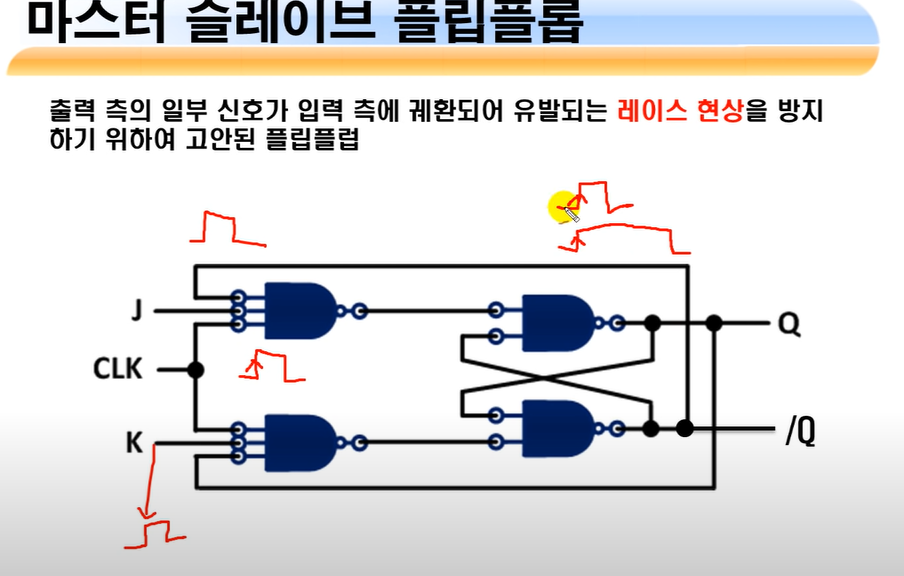 마스터 슬레이브 플립플롭
출력 측의 일부 신호가 입력 측에 궤환되어 유발되는 레이스 현상을 방지
하기 위하여 고안된 플립플럽
J
Q
CLK
K
/Q